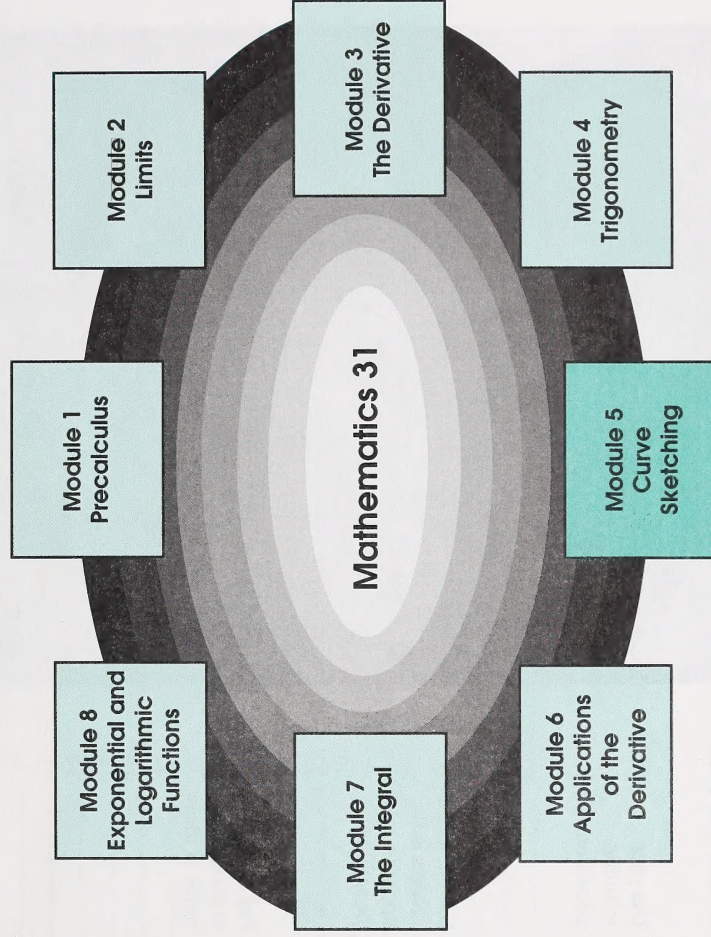 Mathematics 31
Module 1
Precalculus
Module 2
Limits
Module 3
The Derivative
Module 4
Trigonometry
Module 5
Curve
Sketching
Module 6
Applications
of the
Derivative
Module 7
The Integral
Module 8
Exponential and
Logarithmic
Functions